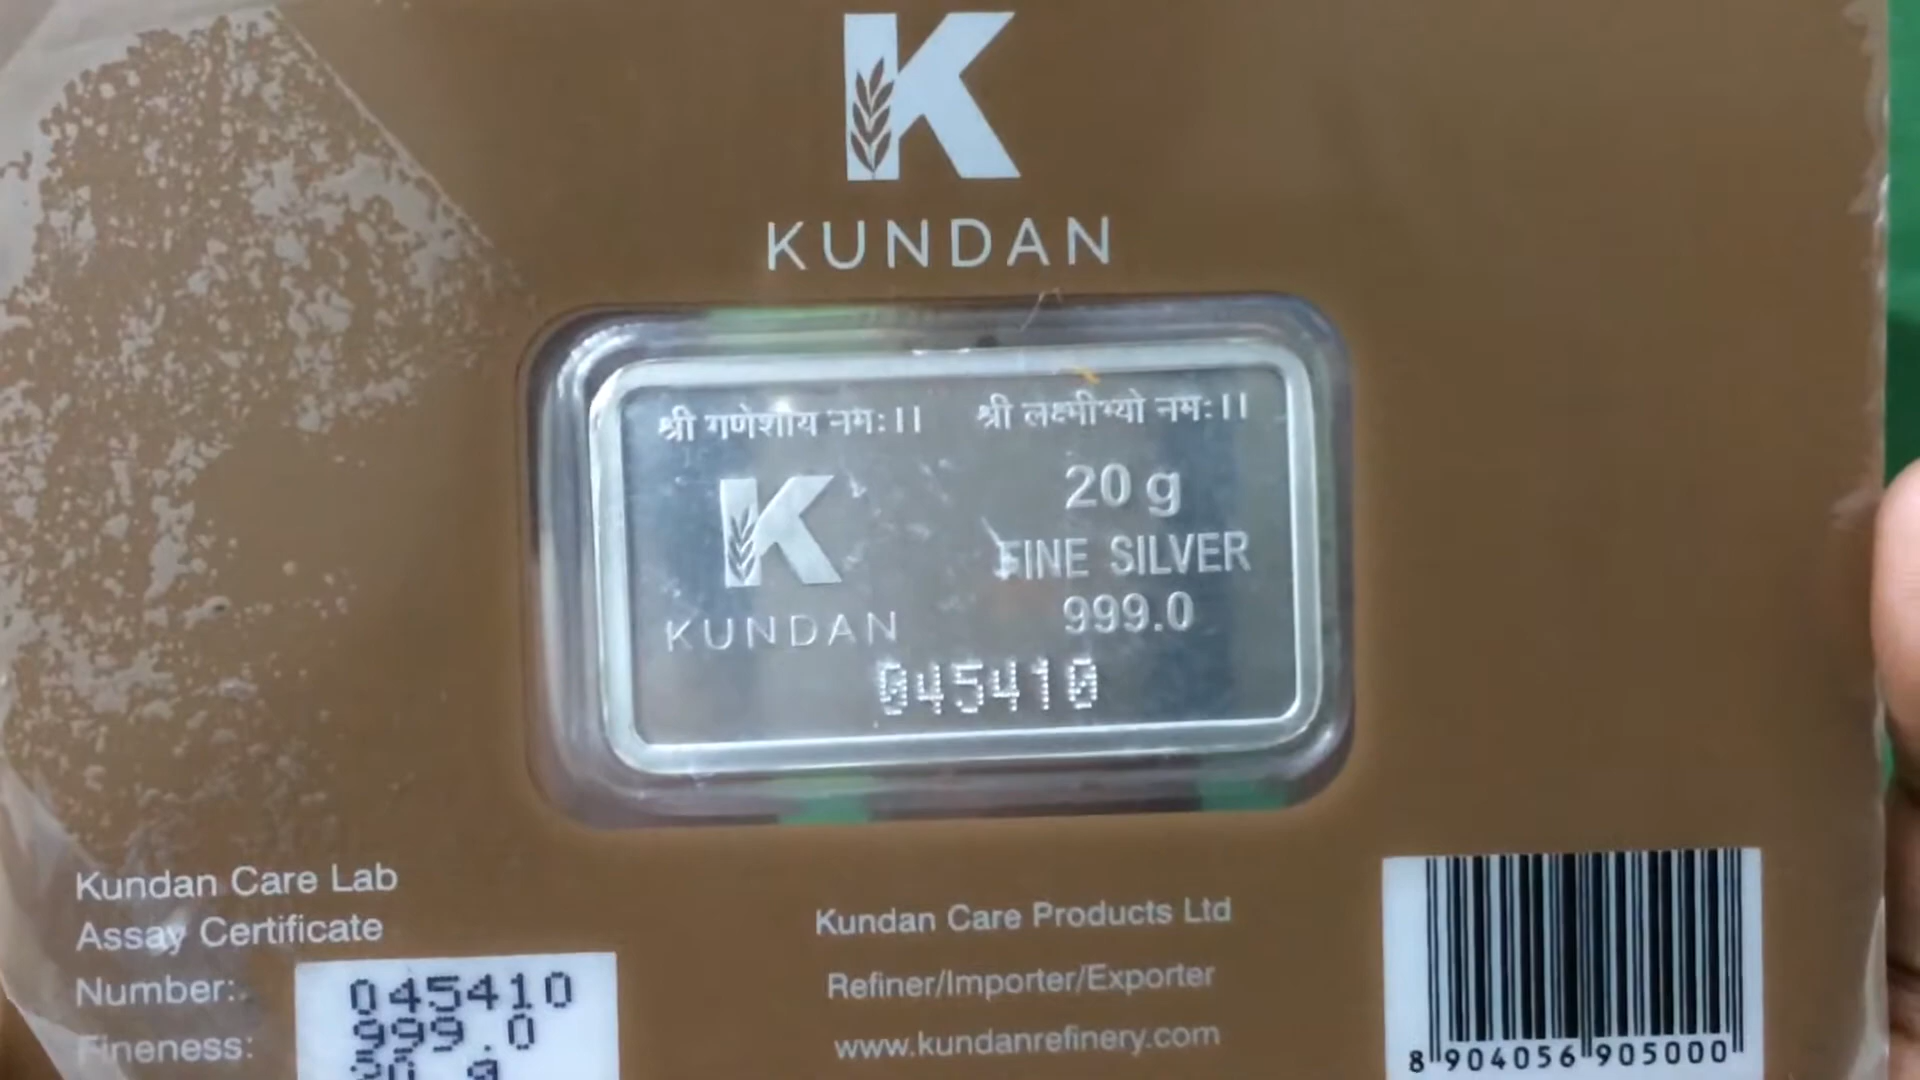 K
KUNDAN
श्री गणेशाय नमः।। श्री लक्ष्मीभ्यो नमः।।
K
KUNDAN
20 g
FINE SILVER
999.0
045410
Kundan Care Lab
Assay Certificate
Number: 045410
Fineness: 999.0
20 g
Kundan Care Products Ltd
Refiner/Importer/Exporter
www.kundanrefinery.com
8 904056 905000